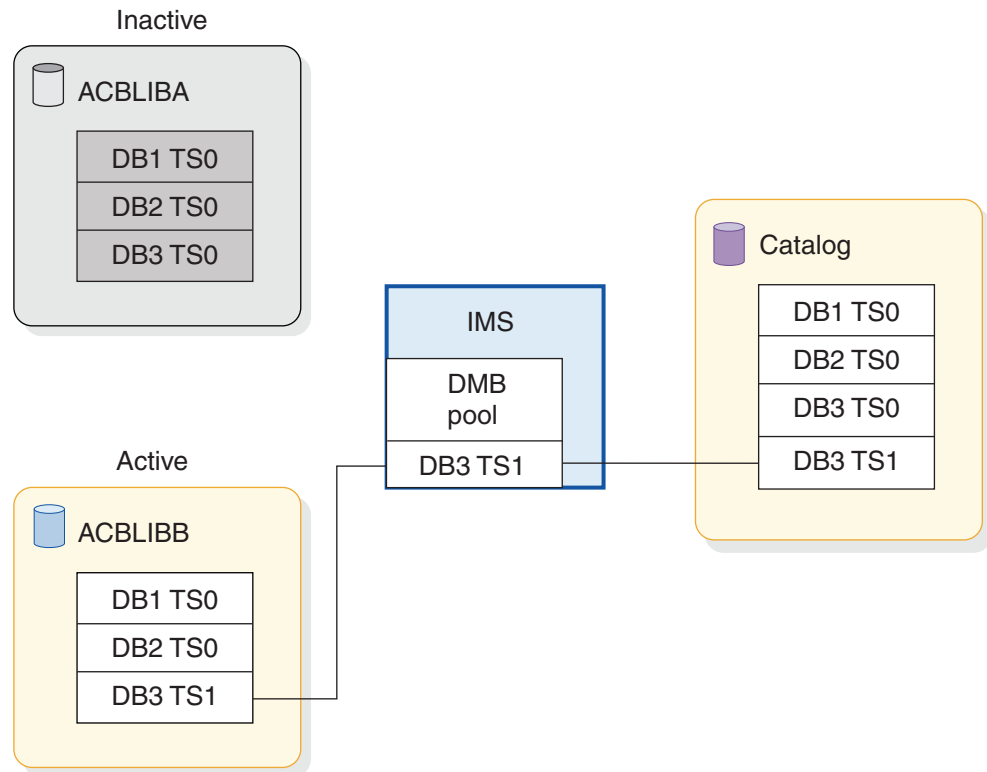 Inactive
ACBLIBA
DB1 TS0
DB2 TS0
DB3 TS0
IMS
DMB
pool
DB3 TS1
Catalog
DB1 TS0
DB2 TS0
DB3 TS0
DB3 TS1
Active
ACBLIBB
DB1 TS0
DB2 TS0
DB3 TS1